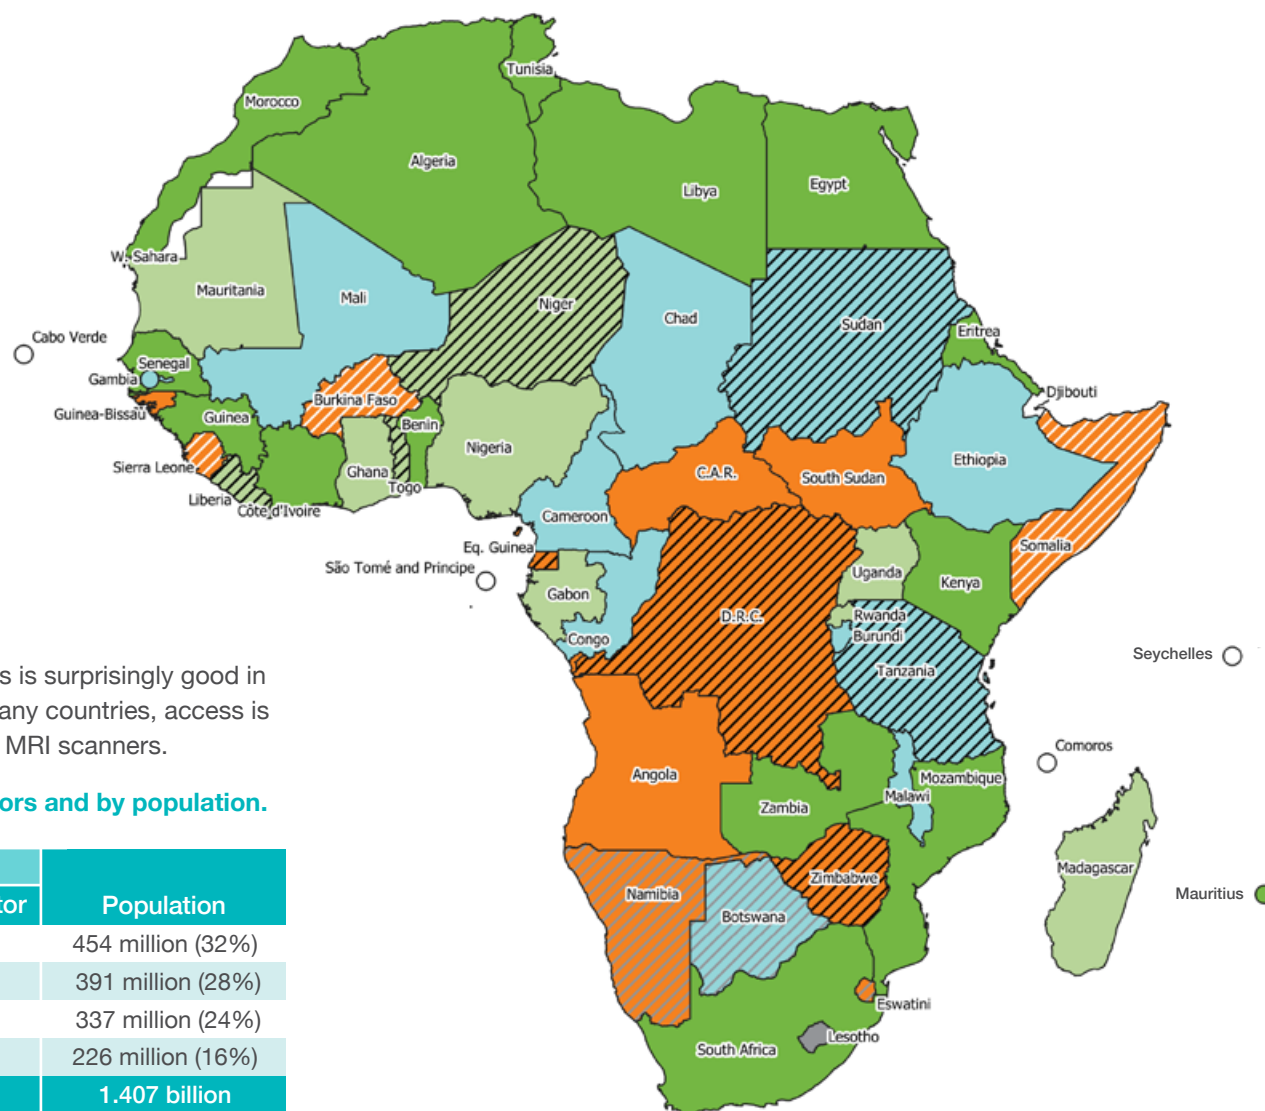 Tunisia
Morocco
Algeria
Libya
Egypt
W. Sahara
Mauritania
Mali
Niger
Chad
Sudan
Eritrea
Cabo Verde
Senegal
Gambia
Djibouti
Burkina Faso
Guinea-Bissau
Guinea
Benin
Nigeria
Ethiopia
Sierra Leone
Ghana
C.A.R.
South Sudan
Togo
Liberia
Côte d'Ivoire
Cameroon
Somalia
Eq. Guinea
São Tomé and Príncipe
Uganda
Kenya
Gabon
Rwanda
D.R.C.
Congo
Burundi
Seychelles
Tanzania
s is surprisingly good in
any countries, access is
MRI scanners.
Comoros
Angola
Mozambique
Malawi
Zambia
ors and by population.
Madagascar
Zimbabwe
Namibia
Mauritius
Botswana
tor Population
454 million (32%)
391 million (28%)
337 million (24%)
226 million (16%)
1.407 billion
Eswatini
Lesotho
South Africa